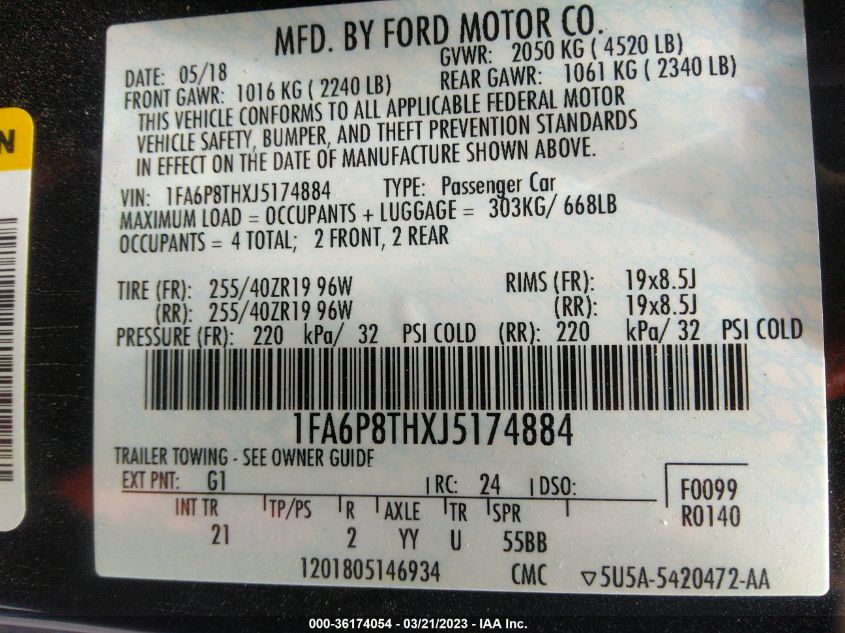 MFD. BY FORD MOTOR CO.
DATE: 05/18 GVWR: 2050 KG ( 4520 LB)
FRONT GAWR: 1016 KG ( 2240 LB) REAR GAWR: 1061 KG ( 2340 LB)
THIS VEHICLE CONFORMS TO ALL APPLICABLE FEDERAL MOTOR
VEHICLE SAFETY, BUMPER, AND THEFT PREVENTION STANDARDS
IN EFFECT ON THE DATE OF MANUFACTURE SHOWN ABOVE.
VIN: 1FA6P8THXJ5174884 TYPE: Passenger Car
MAXIMUM LOAD = OCCUPANTS + LUGGAGE = 303KG/ 668LB
OCCUPANTS = 4 TOTAL; 2 FRONT, 2 REAR
TIRE (FR): 255/40ZR19 96W RIMS (FR): 19x8.5J
(RR): 255/40ZR19 96W (RR): 19x8.5J
PRESSURE (FR): 220 kPa/ 32 PSI COLD (RR): 220 kPa/ 32 PSI COLD
1FA6P8THXJ5174884
TRAILER TOWING - SEE OWNER GUIDE
EXT PNT: G1 RC: 24 DSO: F0099
INT TR TP/PS R AXLE TR SPR R0140
21 2 YY U 55BB
1201805146934 CMC ▽5U5A-5420472-AA
N
000-36174054 — 03/21/2023 — IAA Inc.